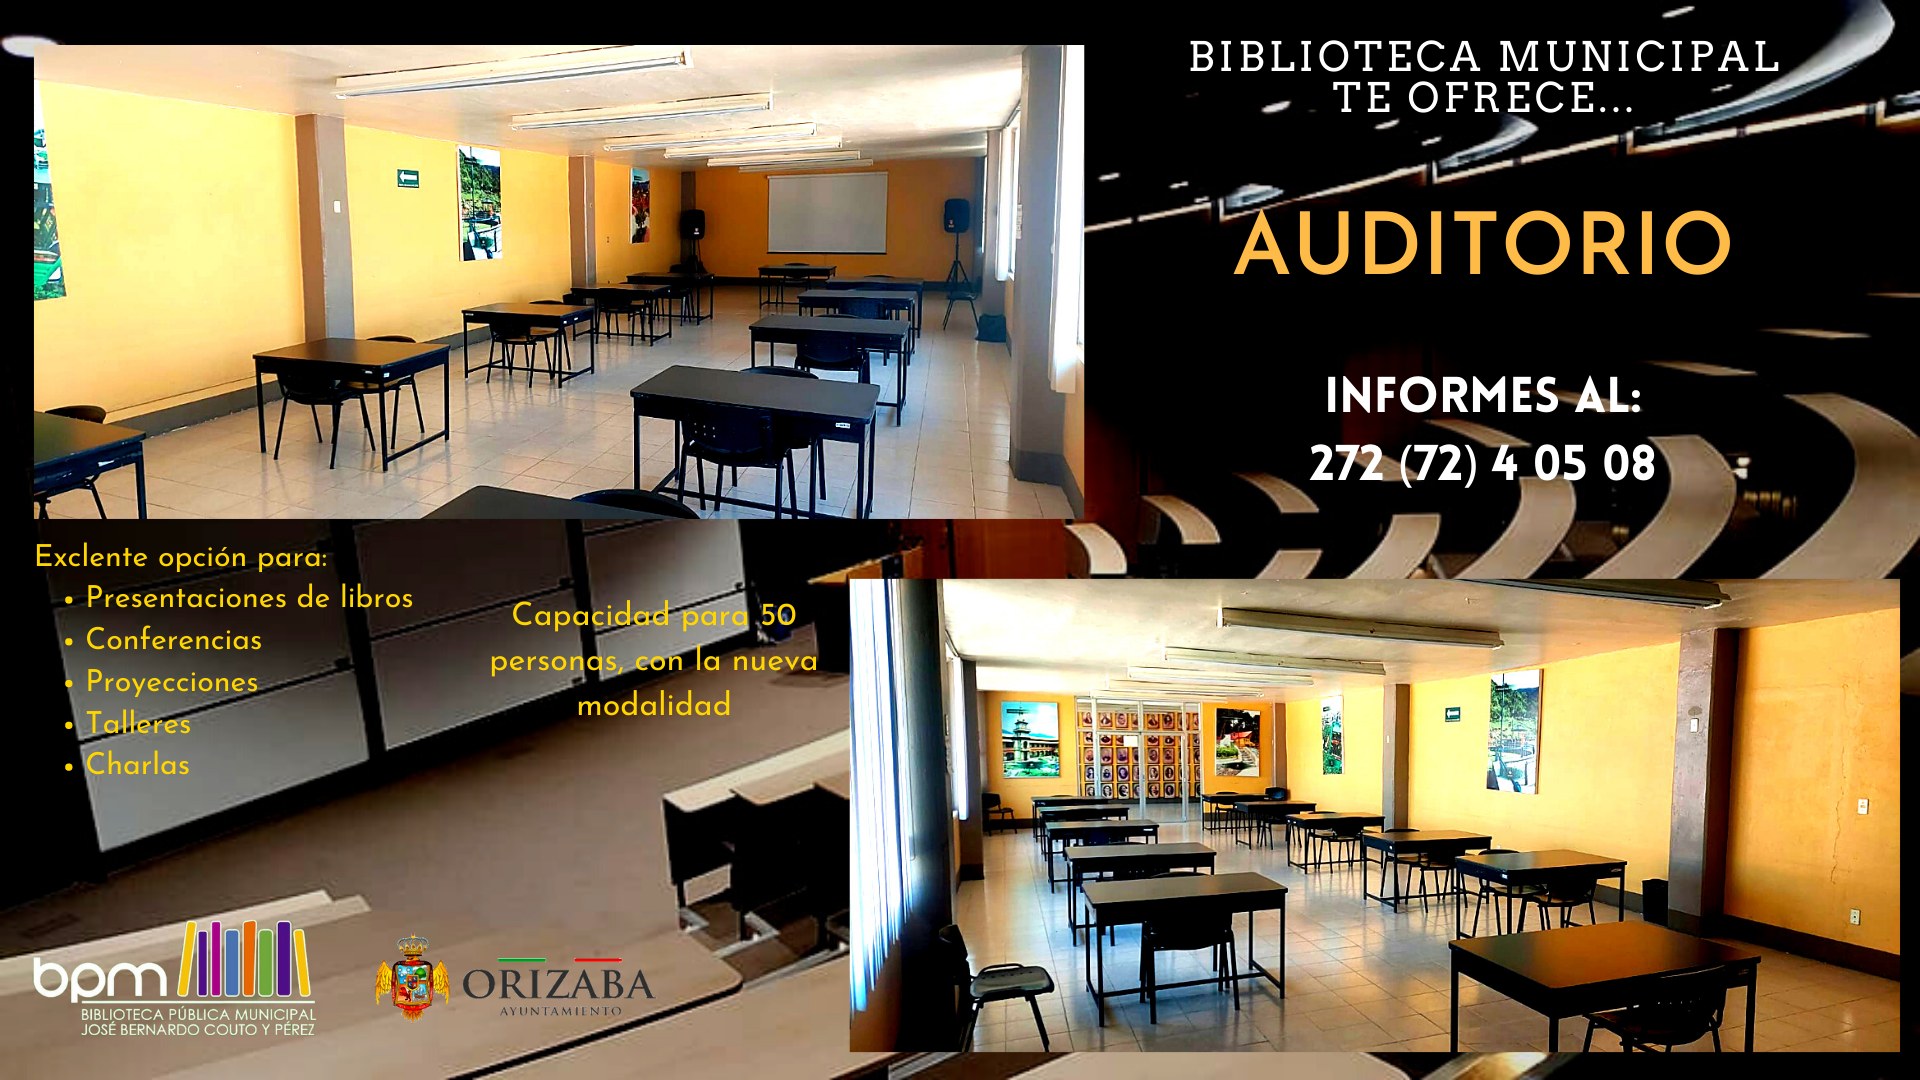 BIBLIOTECA MUNICIPAL
TE OFRECE...
AUDITORIO
INFORMES AL:
272 (72) 4 05 08
Exclente opción para:
• Presentaciones de libros
• Conferencias
• Proyecciones
• Talleres
• Charlas
Capacidad para 50
personas, con la nueva
modalidad
bpm
BIBLIOTECA PÚBLICA MUNICIPAL
JOSÉ BERNARDO COUTO Y PÉREZ
ORIZABA
AYUNTAMIENTO